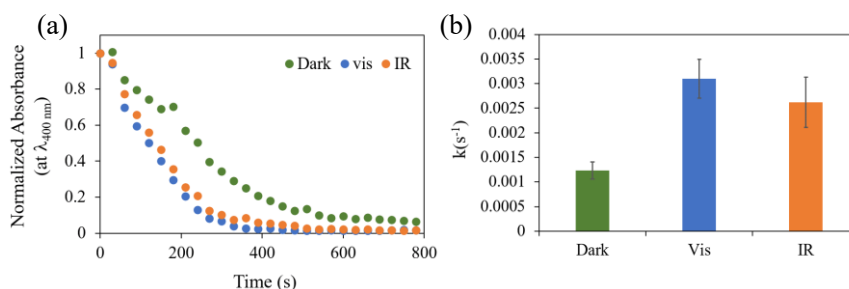 (a)
Normalized Absorbance
(at λ400 nm)
1
0.8
0.6
0.4
0.2
0
Dark vis IR
0 200 400 600 800
Time (s)
(b)
k(s-1)
0.004
0.0035
0.003
0.0025
0.002
0.0015
0.001
0.0005
0
Dark Vis IR